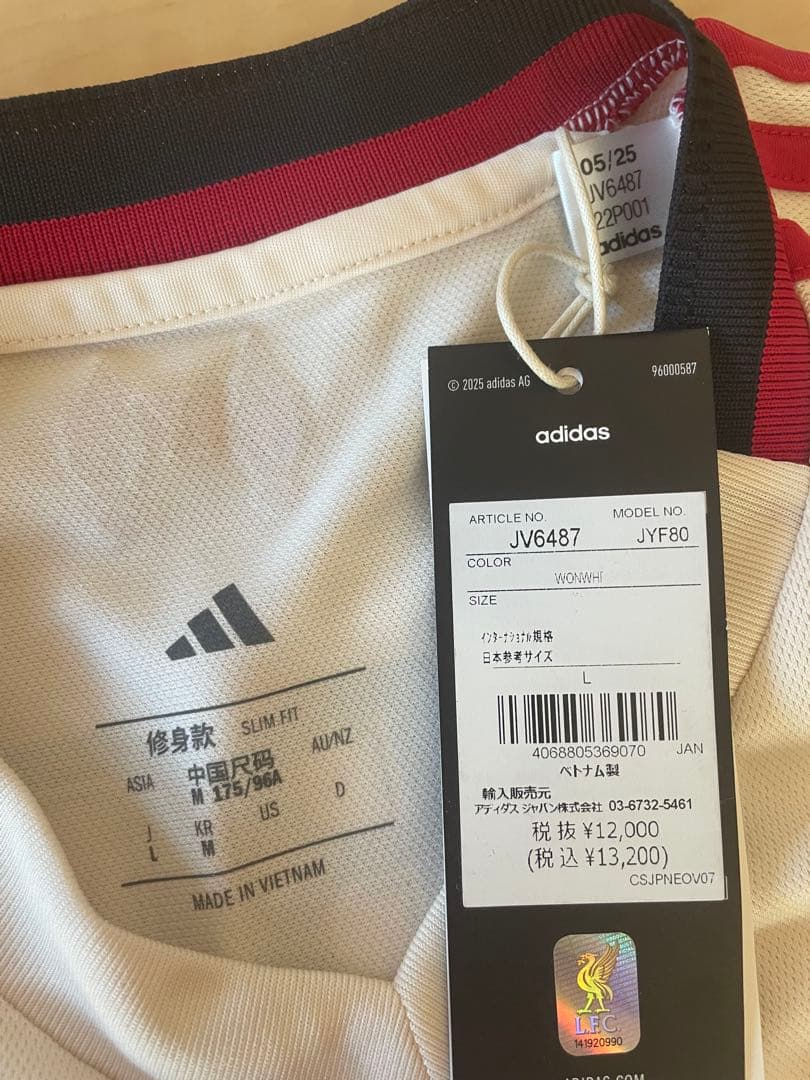 05/25
JV6487
22P001
adidas
© 2025 adidas AG
96000587
adidas
ARTICLE NO.
MODEL NO.
JV6487
JYF80
COLOR
WONWHT
SIZE
インターナショナル規格
日本参考サイズ
L
4068805369070
JAN
ベトナム製
輸入販売元
アディダス ジャパン株式会社 03-6732-5461
税抜 ¥12,000
(税込 ¥13,200)
CSJPNEOV07
L.F.C.
141920990
修身款 SLIM FIT
ASIA 中国尺码 AU/NZ
M 175/96A
J KR US D
L M
MADE IN VIETNAM